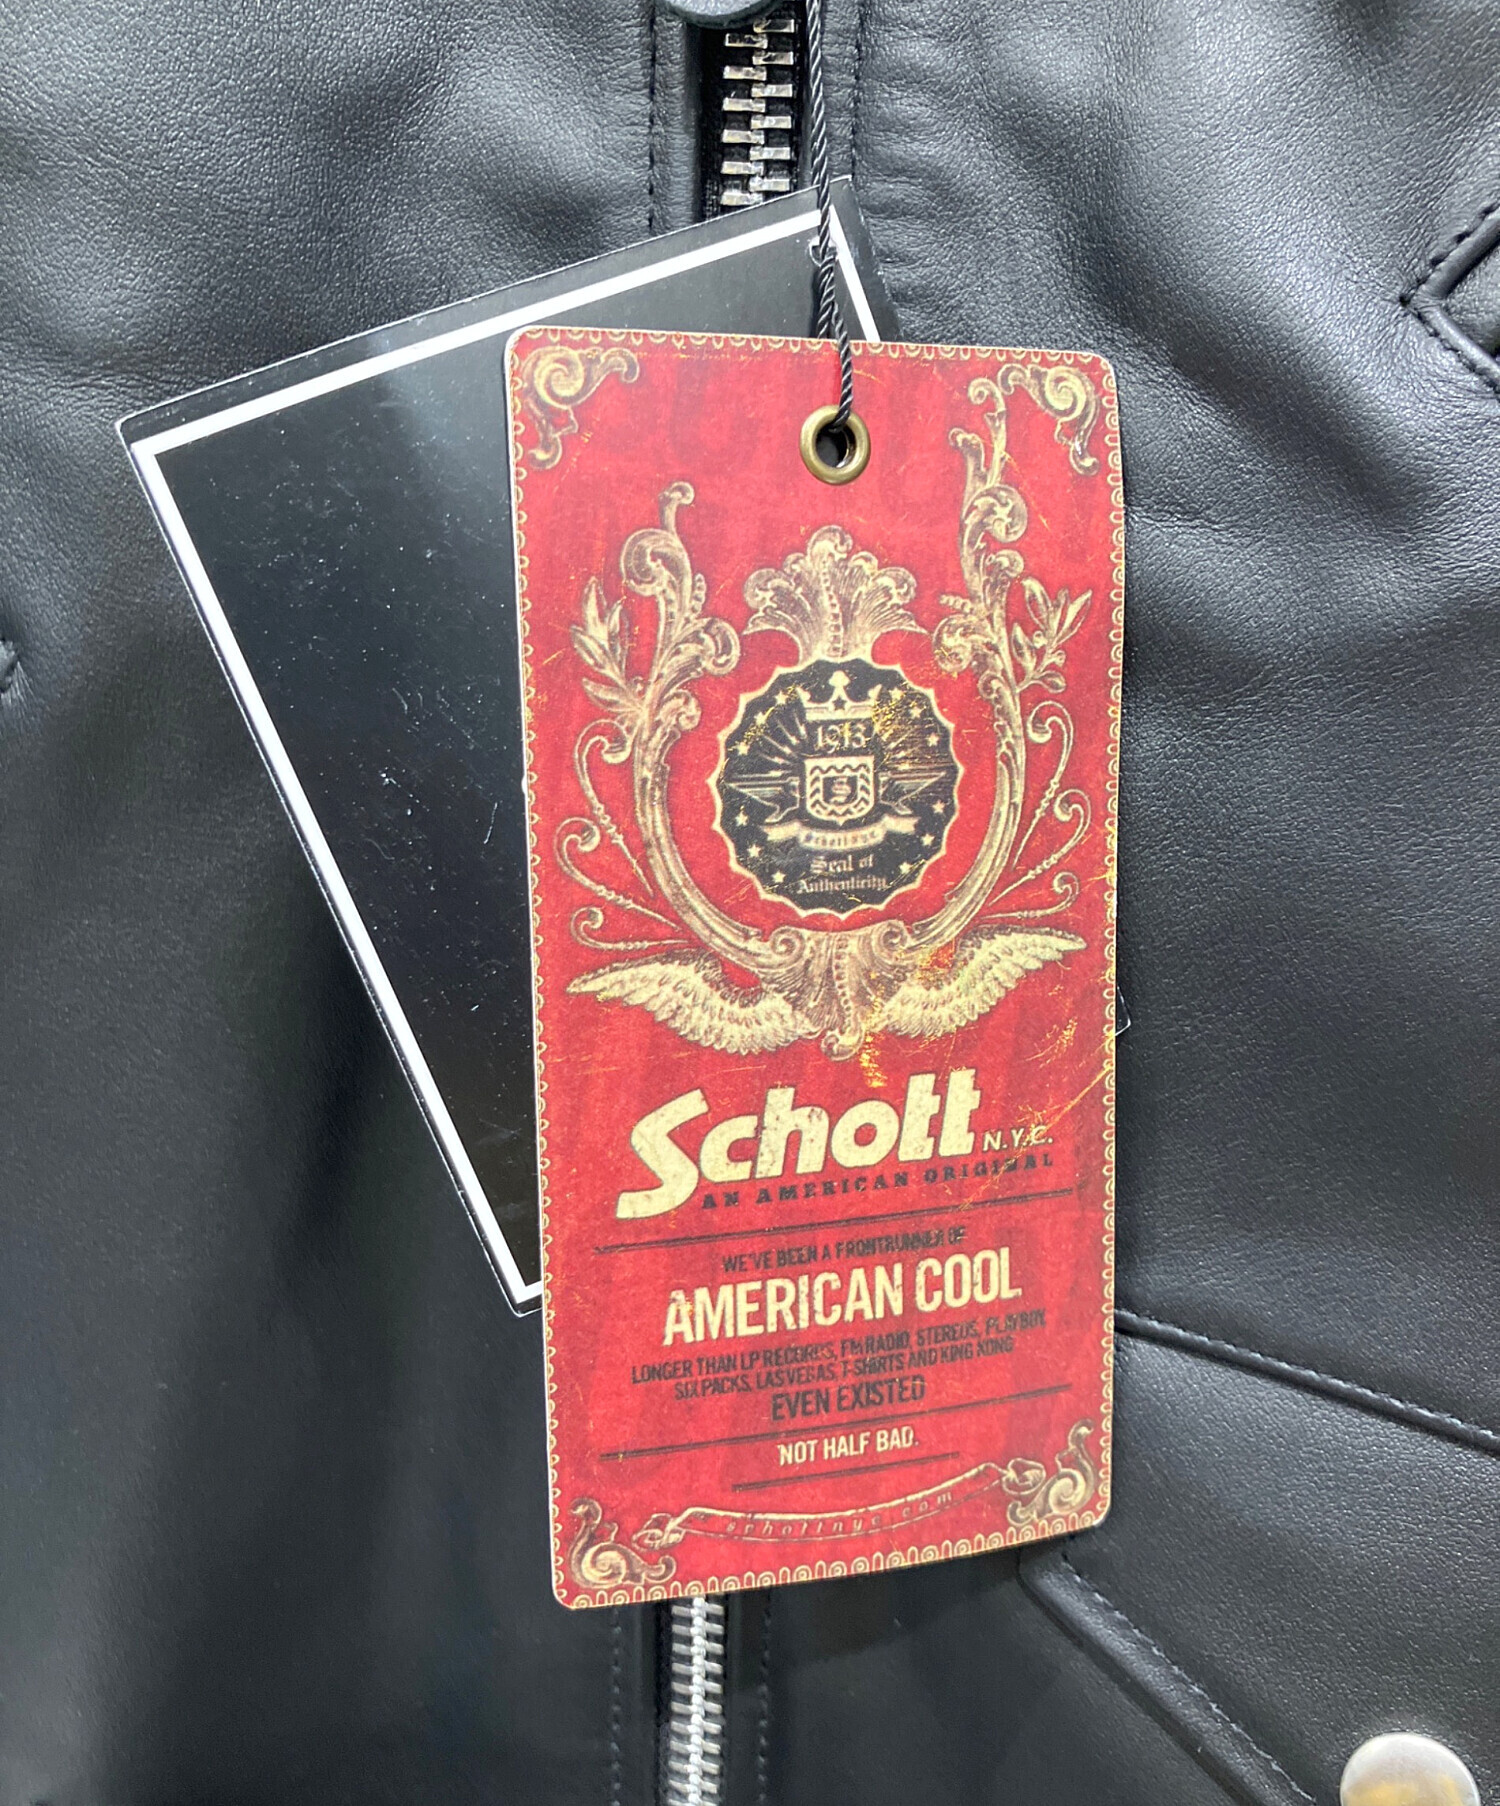 1913
S
SchottNYC
Seal of
Authenticity
Schott N.Y.C.
AN AMERICAN ORIGINAL
WE'VE BEEN A FRONTRUNNER OF
AMERICAN COOL
LONGER THAN LP RECORDS, FM RADIO, STEREOS, PLAYBOY,
SIX PACKS, LAS VEGAS, T-SHIRTS AND KING KONG
EVEN EXISTED
NOT HALF BAD.
schottnyc.com